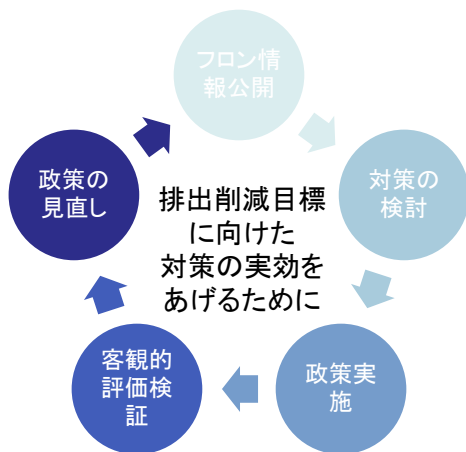 フロン情
報公開
対策の
検討
政策実
施
客観的
評価検
証
政策の
見直し
排出削減目標
に向けた
対策の実効を
あげるために